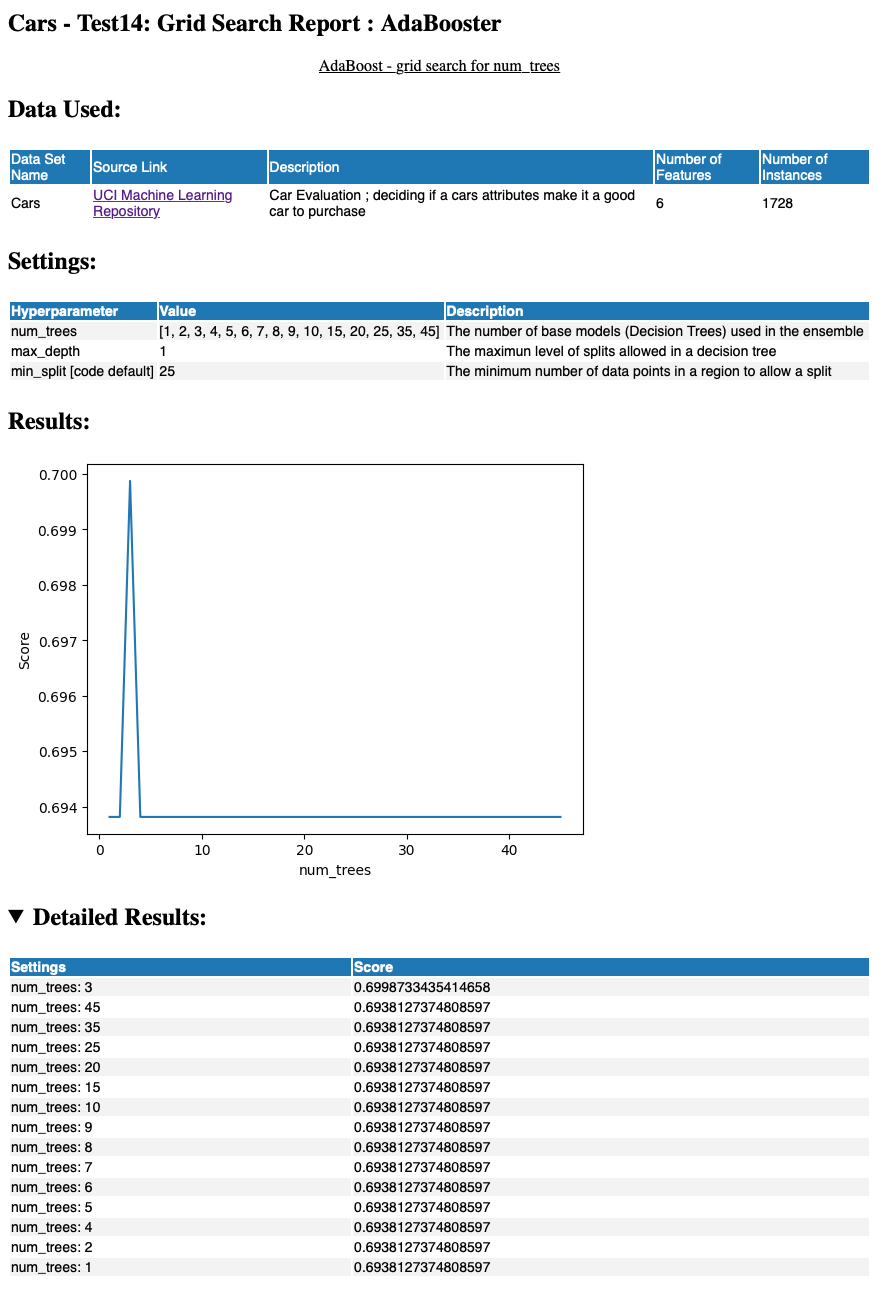 Cars - Test14: Grid Search Report : AdaBooster
AdaBoost - grid search for num_trees
Data Used:
Data Set Name Source Link Description Number of Features Number of Instances
Cars UCI Machine Learning Repository Car Evaluation ; deciding if a cars attributes make it a good car to purchase 6 1728
Settings:
Hyperparameter Value Description
num_trees [1, 2, 3, 4, 5, 6, 7, 8, 9, 10, 15, 20, 25, 35, 45] The number of base models (Decision Trees) used in the ensemble
max_depth 1 The maximun level of splits allowed in a decision tree
min_split [code default] 25 The minimum number of data points in a region to allow a split
Results:
0.700
0.699
0.698
0.697
0.696
0.695
0.694
Score
0 10 20 30 40
num_trees
▼ Detailed Results:
Settings Score
num_trees: 3 0.6998733435414658
num_trees: 45 0.6938127374808597
num_trees: 35 0.6938127374808597
num_trees: 25 0.6938127374808597
num_trees: 20 0.6938127374808597
num_trees: 15 0.6938127374808597
num_trees: 10 0.6938127374808597
num_trees: 9 0.6938127374808597
num_trees: 8 0.6938127374808597
num_trees: 7 0.6938127374808597
num_trees: 6 0.6938127374808597
num_trees: 5 0.6938127374808597
num_trees: 4 0.6938127374808597
num_trees: 2 0.6938127374808597
num_trees: 1 0.6938127374808597